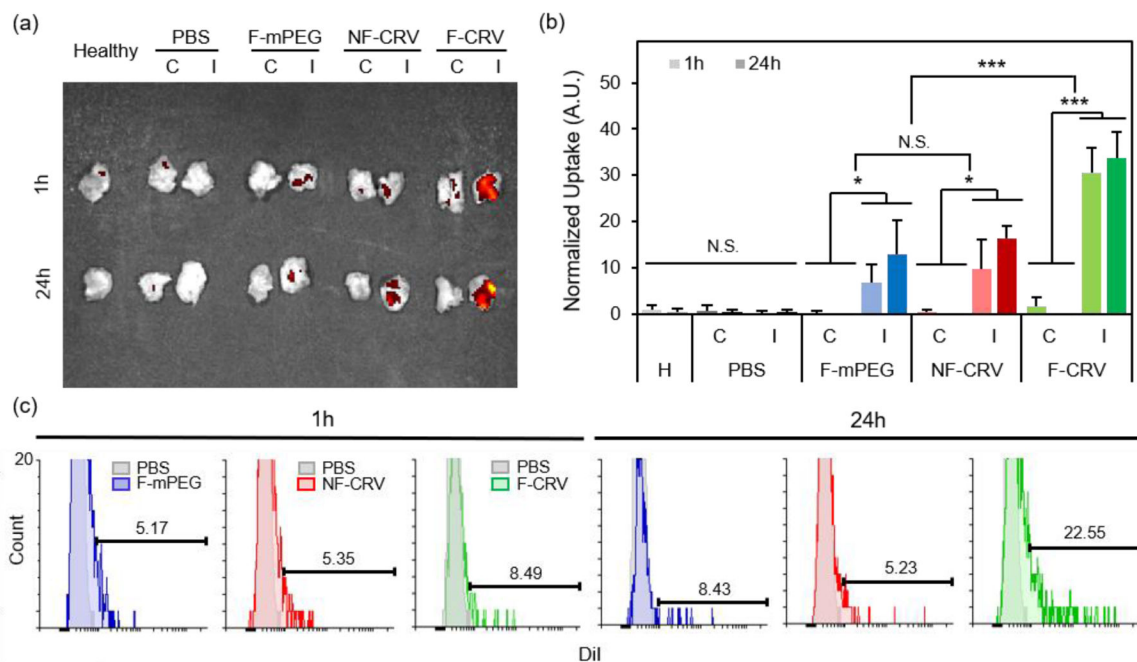 (a)
Healthy PBS F-mPEG NF-CRV F-CRV
C I C I C I C I
1h
24h
(b)
Normalized Uptake (A.U.)
50
40
30
20
10
0
1h 24h
***
***
N.S.
*
*
N.S.
C I C I C I C I
H PBS F-mPEG NF-CRV F-CRV
(c)
1h 24h
20
Count
PBS
F-mPEG
5.17
PBS
NF-CRV
5.35
PBS
F-CRV
8.49
8.43
5.23
22.55
DiI